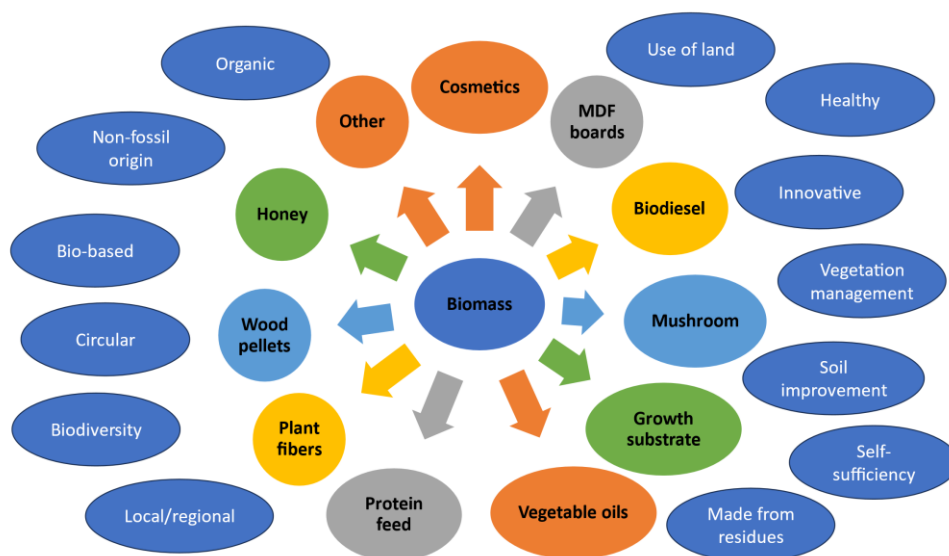 Use of land
Organic
Cosmetics
Healthy
Other
MDF
boards
Non-fossil
origin
Innovative
Honey
Biodiesel
Bio-based
Vegetation
management
Biomass
Mushroom
Wood
pellets
Circular
Soil
improvement
Growth
substrate
Biodiversity
Plant
fibers
Self-
sufficiency
Local/regional
Protein
feed
Vegetable oils
Made from
residues